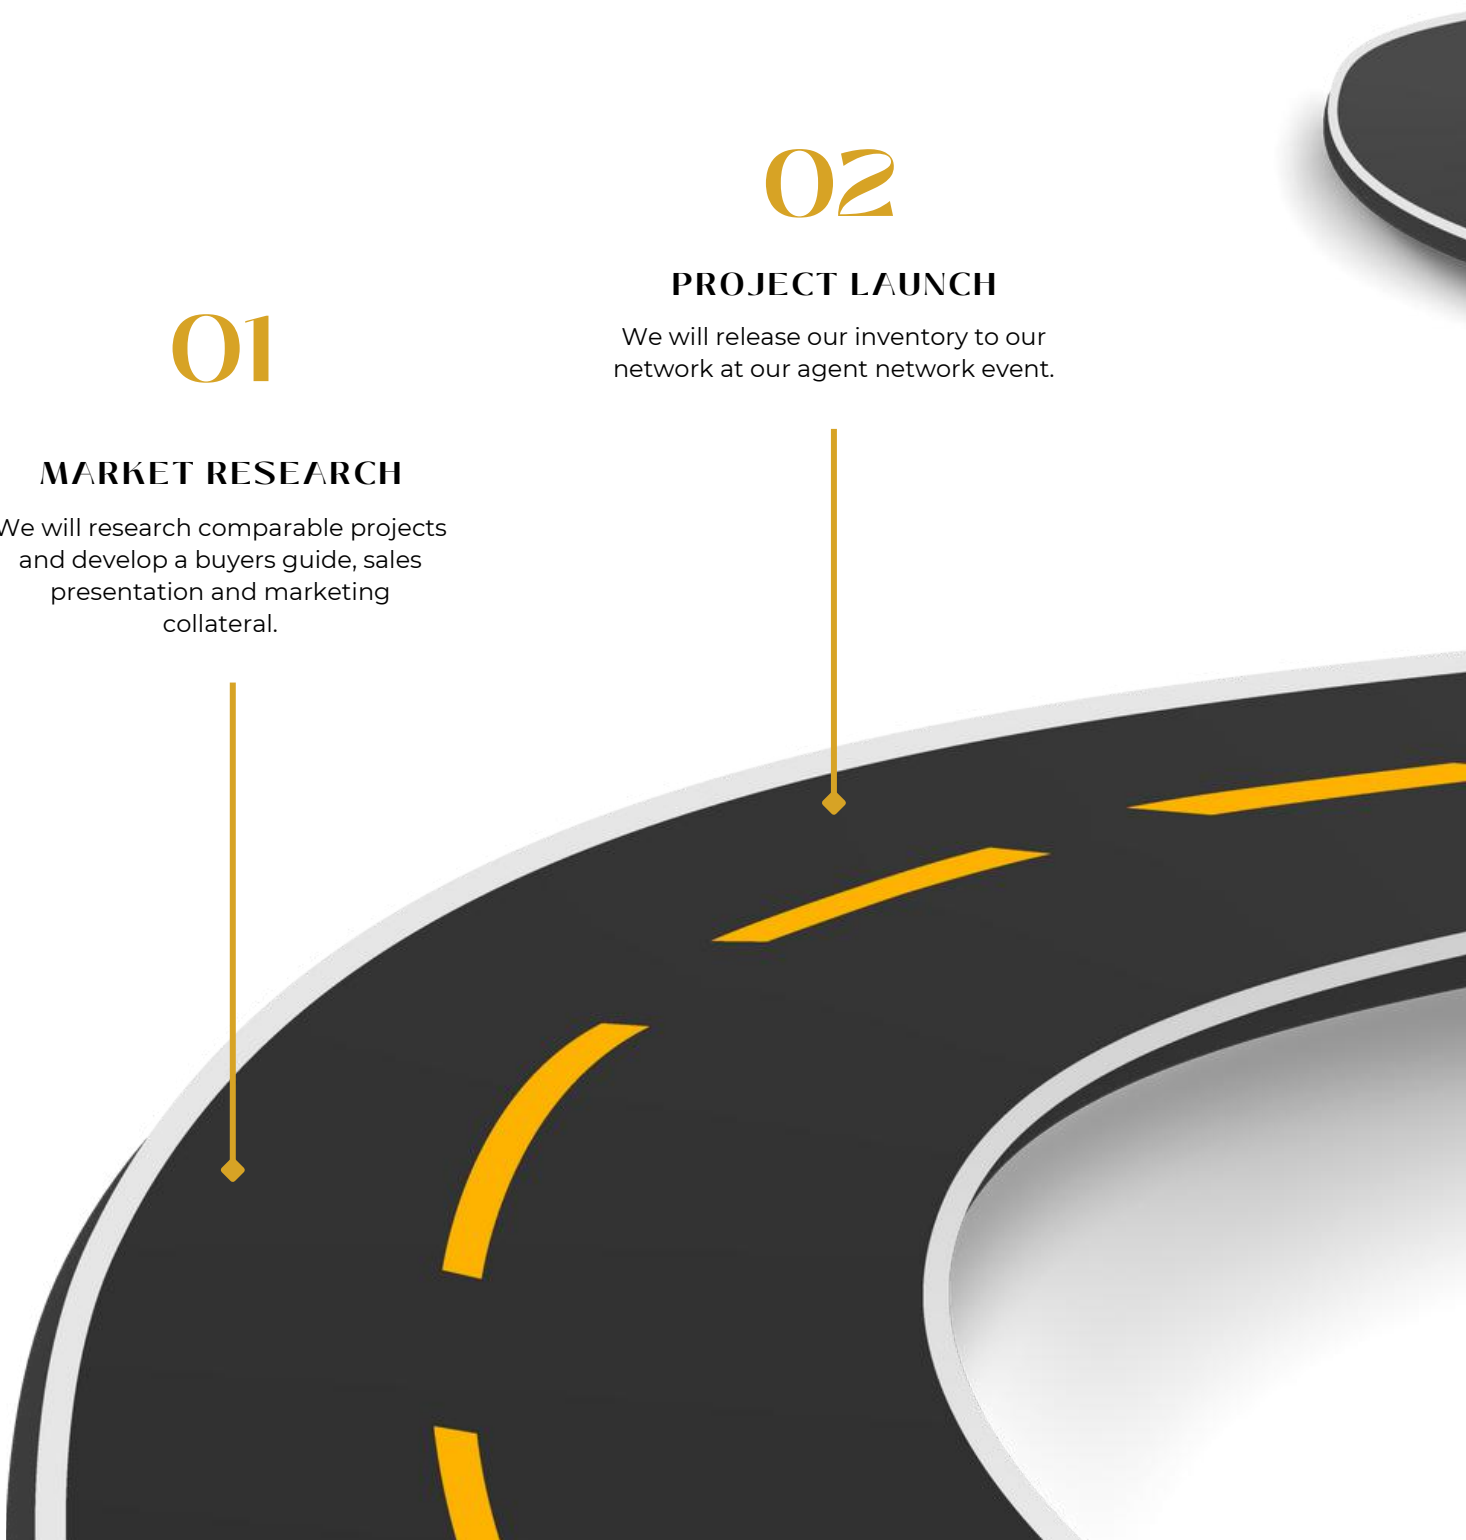 01
MARKET RESEARCH
We will research comparable projects
and develop a buyers guide, sales
presentation and marketing
collateral.
02
PROJECT LAUNCH
We will release our inventory to our
network at our agent network event.